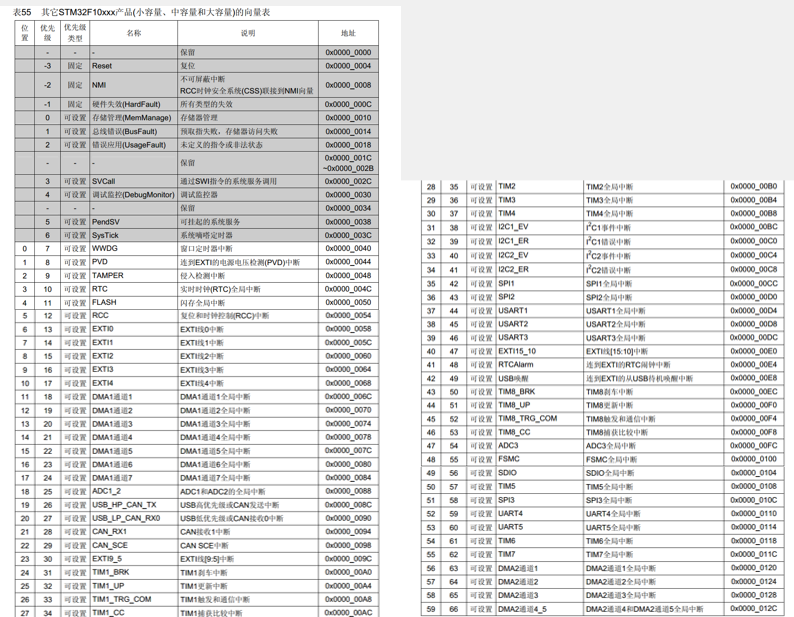 表55 其它STM32F10xxx产品(小容量、中容量和大容量)的向量表
位置 优先级 优先级类型 名称 说明 地址
- - - 保留 0x0000_0000
-3 固定 Reset 复位 0x0000_0004
-2 固定 NMI 不可屏蔽中断
RCC时钟安全系统(CSS)联接到NMI向量 0x0000_0008
-1 固定 硬件失效(HardFault) 所有类型的失效 0x0000_000C
0 可设置 存储管理(MemManage) 存储器管理 0x0000_0010
1 可设置 总线错误(BusFault) 预取指失败，存储器访问失败 0x0000_0014
2 可设置 错误应用(UsageFault) 未定义的指令或非法状态 0x0000_0018
- - - 保留 0x0000_001C
~0x0000_002B
3 可设置 SVCall 通过SWI指令的系统服务调用 0x0000_002C
4 可设置 调试监控(DebugMonitor) 调试监控器 0x0000_0030
- - - 保留 0x0000_0034
5 可设置 PendSV 可挂起的系统服务 0x0000_0038
6 可设置 SysTick 系统嘀嗒定时器 0x0000_003C
0 7 可设置 WWDG 窗口定时器中断 0x0000_0040
1 8 可设置 PVD 连到EXTI的电源电压检测(PVD)中断 0x0000_0044
2 9 可设置 TAMPER 侵入检测中断 0x0000_0048
3 10 可设置 RTC 实时时钟(RTC)全局中断 0x0000_004C
4 11 可设置 FLASH 闪存全局中断 0x0000_0050
5 12 可设置 RCC 复位和时钟控制(RCC)中断 0x0000_0054
6 13 可设置 EXTI0 EXTI线0中断 0x0000_0058
7 14 可设置 EXTI1 EXTI线1中断 0x0000_005C
8 15 可设置 EXTI2 EXTI线2中断 0x0000_0060
9 16 可设置 EXTI3 EXTI线3中断 0x0000_0064
10 17 可设置 EXTI4 EXTI线4中断 0x0000_0068
11 18 可设置 DMA1通道1 DMA1通道1全局中断 0x0000_006C
12 19 可设置 DMA1通道2 DMA1通道2全局中断 0x0000_0070
13 20 可设置 DMA1通道3 DMA1通道3全局中断 0x0000_0074
14 21 可设置 DMA1通道4 DMA1通道4全局中断 0x0000_0078
15 22 可设置 DMA1通道5 DMA1通道5全局中断 0x0000_007C
16 23 可设置 DMA1通道6 DMA1通道6全局中断 0x0000_0080
17 24 可设置 DMA1通道7 DMA1通道7全局中断 0x0000_0084
18 25 可设置 ADC1_2 ADC1和ADC2的全局中断 0x0000_0088
19 26 可设置 USB_HP_CAN_TX USB高优先级或CAN发送中断 0x0000_008C
20 27 可设置 USB_LP_CAN_RX0 USB低优先级或CAN接收0中断 0x0000_0090
21 28 可设置 CAN_RX1 CAN接收1中断 0x0000_0094
22 29 可设置 CAN_SCE CAN SCE中断 0x0000_0098
23 30 可设置 EXTI9_5 EXTI线[9:5]中断 0x0000_009C
24 31 可设置 TIM1_BRK TIM1刹车中断 0x0000_00A0
25 32 可设置 TIM1_UP TIM1更新中断 0x0000_00A4
26 33 可设置 TIM1_TRG_COM TIM1触发和通信中断 0x0000_00A8
27 34 可设置 TIM1_CC TIM1捕获比较中断 0x0000_00AC
28 35 可设置 TIM2 TIM2全局中断 0x0000_00B0
29 36 可设置 TIM3 TIM3全局中断 0x0000_00B4
30 37 可设置 TIM4 TIM4全局中断 0x0000_00B8
31 38 可设置 I2C1_EV I²C1事件中断 0x0000_00BC
32 39 可设置 I2C1_ER I²C1错误中断 0x0000_00C0
33 40 可设置 I2C2_EV I²C2事件中断 0x0000_00C4
34 41 可设置 I2C2_ER I²C2错误中断 0x0000_00C8
35 42 可设置 SPI1 SPI1全局中断 0x0000_00CC
36 43 可设置 SPI2 SPI2全局中断 0x0000_00D0
37 44 可设置 USART1 USART1全局中断 0x0000_00D4
38 45 可设置 USART2 USART2全局中断 0x0000_00D8
39 46 可设置 USART3 USART3全局中断 0x0000_00DC
40 47 可设置 EXTI15_10 EXTI线[15:10]中断 0x0000_00E0
41 48 可设置 RTCAlarm 连到EXTI的RTC闹钟中断 0x0000_00E4
42 49 可设置 USB唤醒 连到EXTI的从USB待机唤醒中断 0x0000_00E8
43 50 可设置 TIM8_BRK TIM8刹车中断 0x0000_00EC
44 51 可设置 TIM8_UP TIM8更新中断 0x0000_00F0
45 52 可设置 TIM8_TRG_COM TIM8触发和通信中断 0x0000_00F4
46 53 可设置 TIM8_CC TIM8捕获比较中断 0x0000_00F8
47 54 可设置 ADC3 ADC3全局中断 0x0000_00FC
48 55 可设置 FSMC FSMC全局中断 0x0000_0100
49 56 可设置 SDIO SDIO全局中断 0x0000_0104
50 57 可设置 TIM5 TIM5全局中断 0x0000_0108
51 58 可设置 SPI3 SPI3全局中断 0x0000_010C
52 59 可设置 UART4 UART4全局中断 0x0000_0110
53 60 可设置 UART5 UART5全局中断 0x0000_0114
54 61 可设置 TIM6 TIM6全局中断 0x0000_0118
55 62 可设置 TIM7 TIM7全局中断 0x0000_011C
56 63 可设置 DMA2通道1 DMA2通道1全局中断 0x0000_0120
57 64 可设置 DMA2通道2 DMA2通道2全局中断 0x0000_0124
58 65 可设置 DMA2通道3 DMA2通道3全局中断 0x0000_0128
59 66 可设置 DMA2通道4_5 DMA2通道4和DMA2通道5全局中断 0x0000_012C